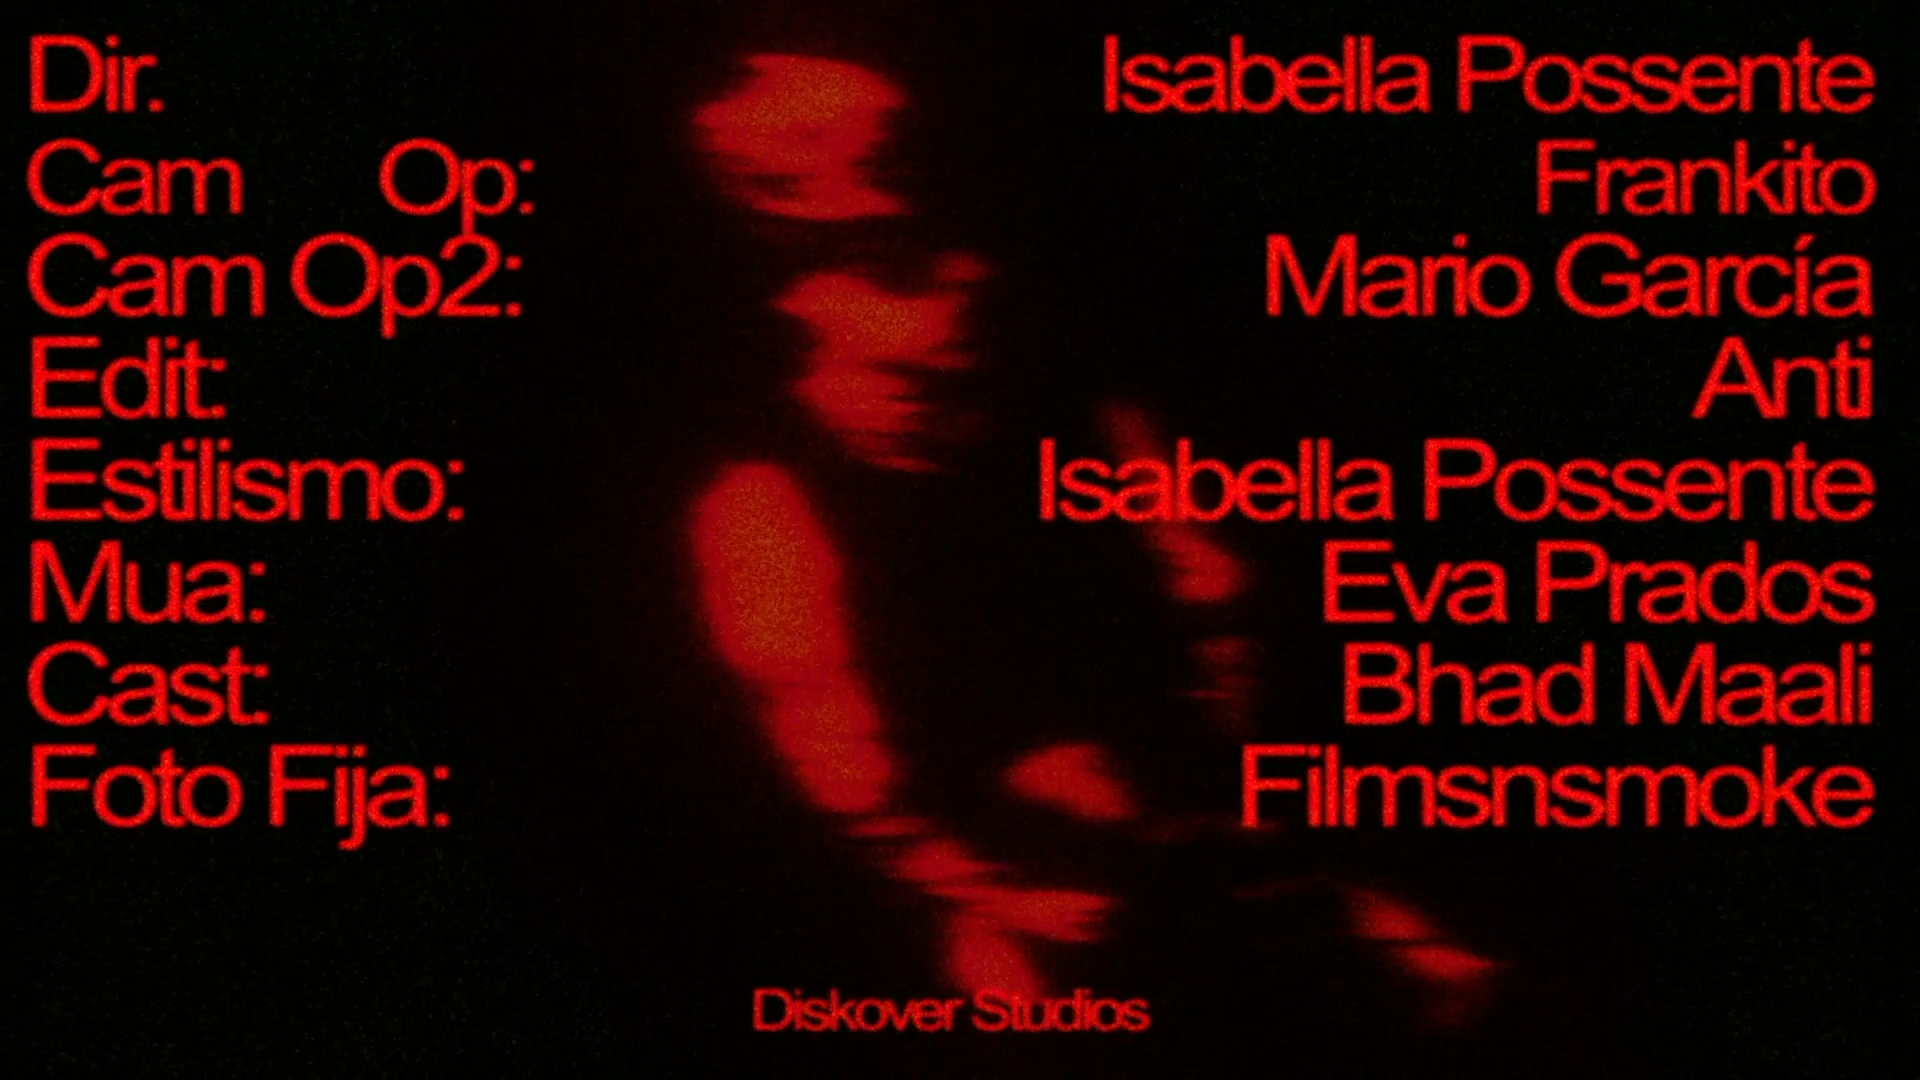 Dir. Isabella Possente
Cam Op: Frankito
Cam Op2: Mario García
Edit: Anti
Estilismo: Isabella Possente
Mua: Eva Prados
Cast: Bhad Maali
Foto Fija: Filmsnsmoke
Diskover Studios